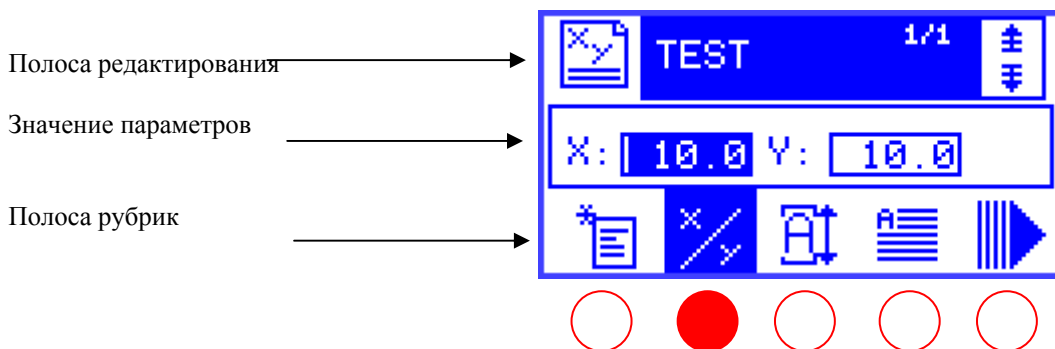 Полоса редактирования
TEST 1/1
Значение параметров
X: 10.0 Y: 10.0
Полоса рубрик
X/Y A A